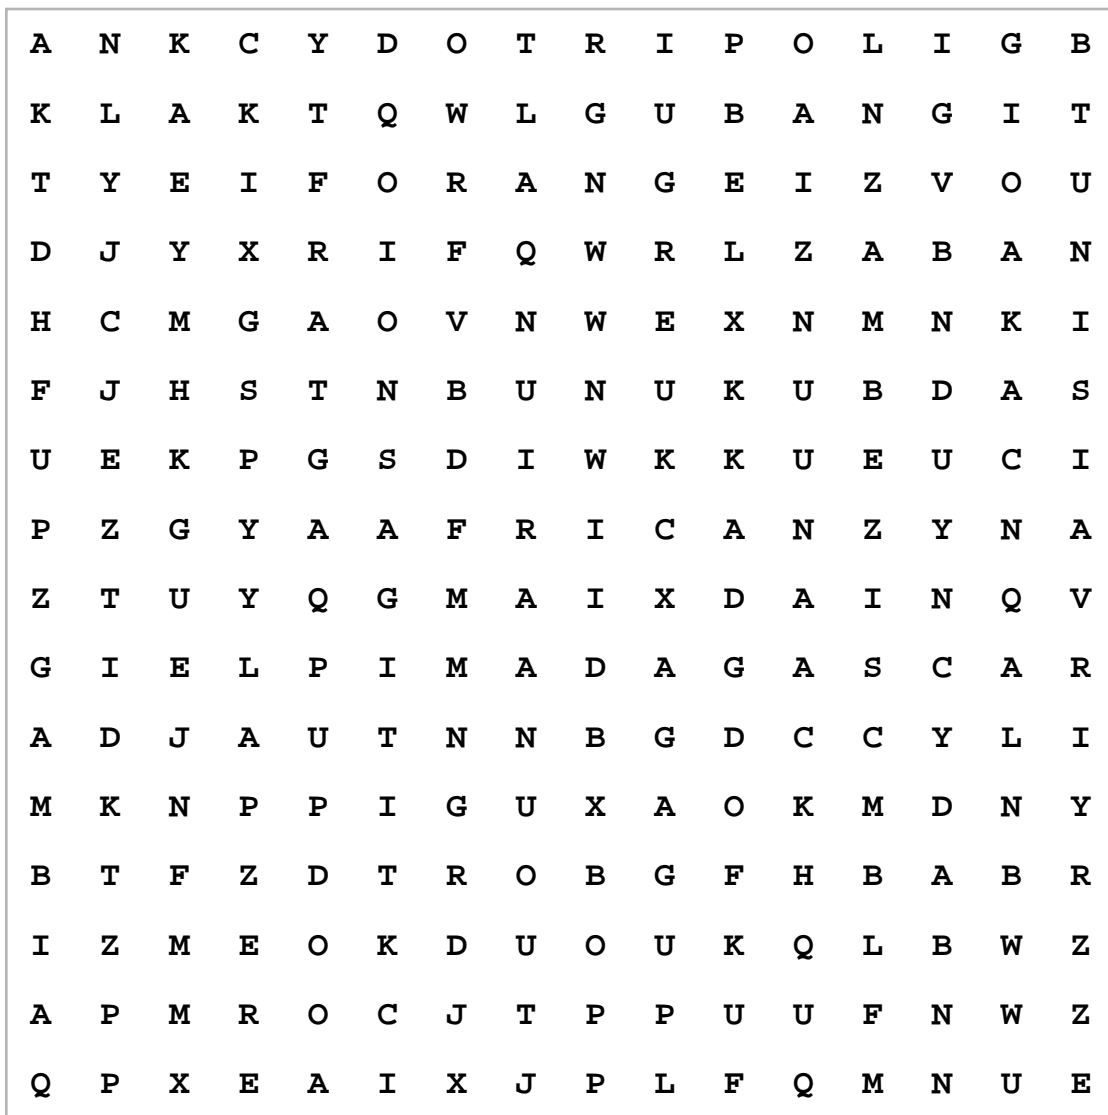 A N K C Y D O T R I P O L I G B
K L A K T Q W L G U B A N G I T
T Y E I F O R A N G E I Z V O U
D J Y X R I F Q W R L Z A B A N
H C M G A O V N W E X N M N K I
F J H S T N B U N U K U B D A S
U E K P G S D I W K K U E U C I
P Z G Y A A F R I C A N Z Y N A
Z T U Y Q G M A I X D A I N Q V
G I E L P I M A D A G A S C A R
A D J A U T N N B G D C C Y L I
M K N P P I G U X A O K M D N Y
B T F Z D T R O B G F H B A B R
I Z M E O K D U O U K Q L B W Z
A P M R O C J T P P U U F N W Z
Q P X E A I X J P L F Q M N U E